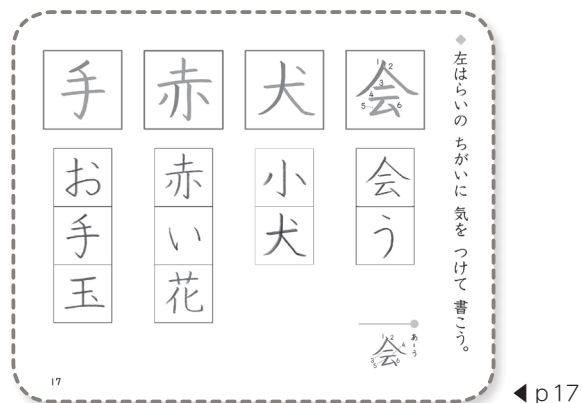 左はらいの ちがいに 気を つけて 書こう。
会
会う
犬
小犬
赤
赤い花
手
お手玉
あ-う
会
17
◀p17